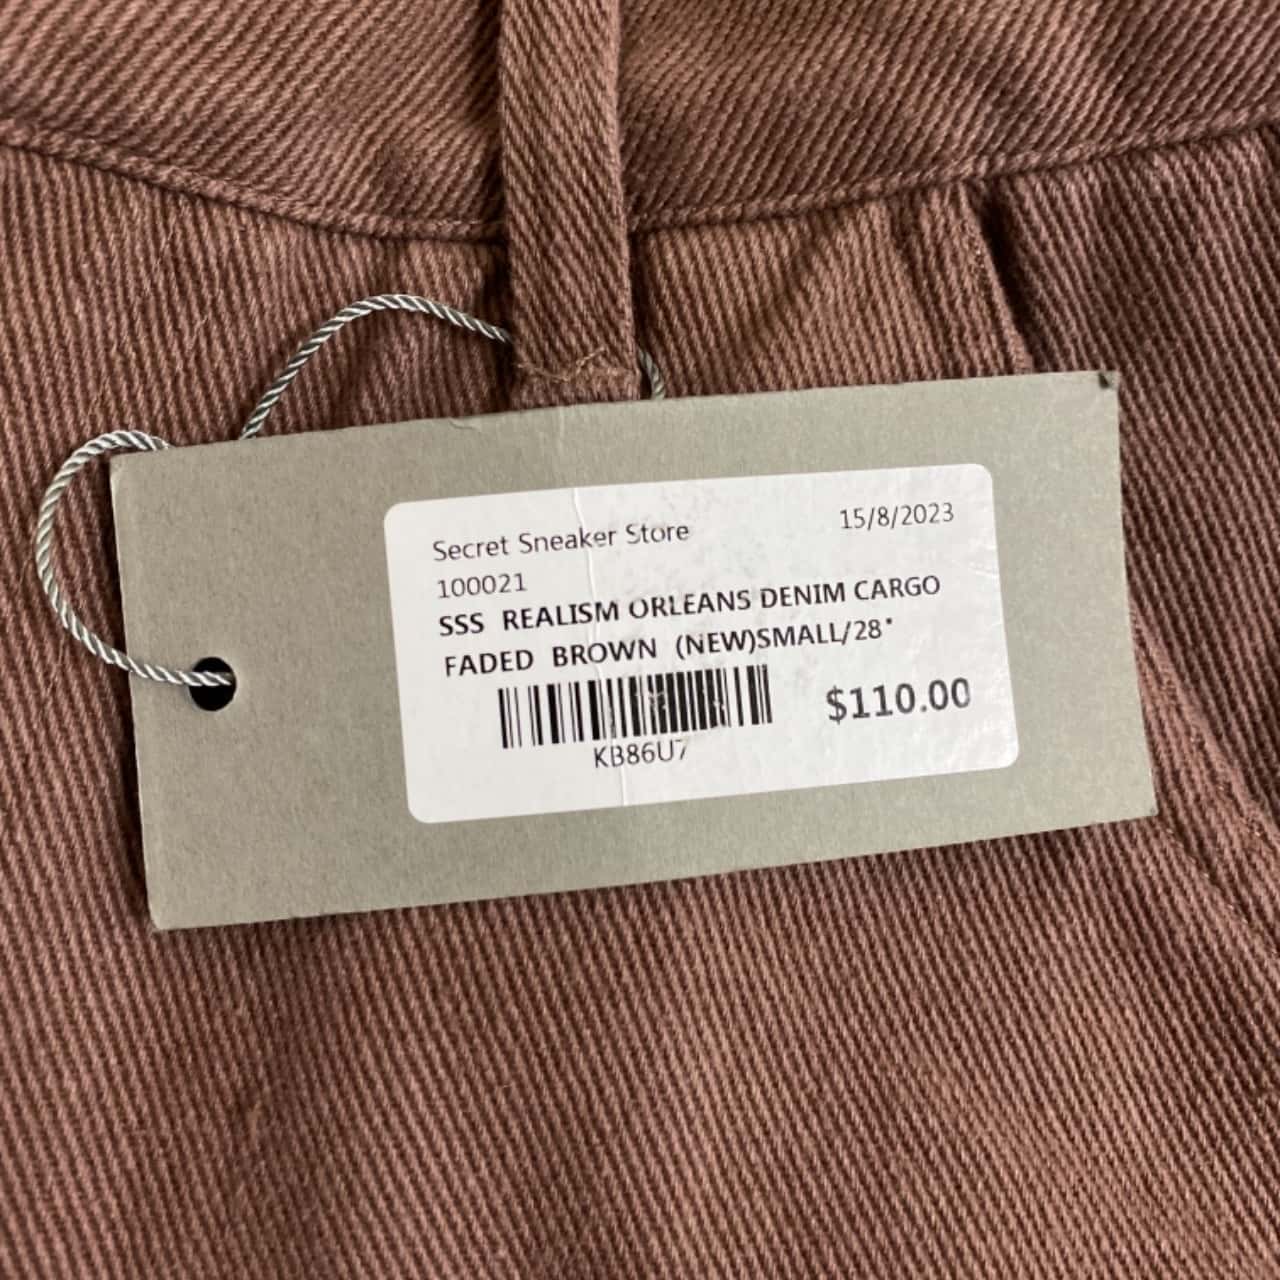 Secret Sneaker Store 15/8/2023
100021
SSS REALISM ORLEANS DENIM CARGO
FADED BROWN (NEW)SMALL/28"
$110.00
KB86U7